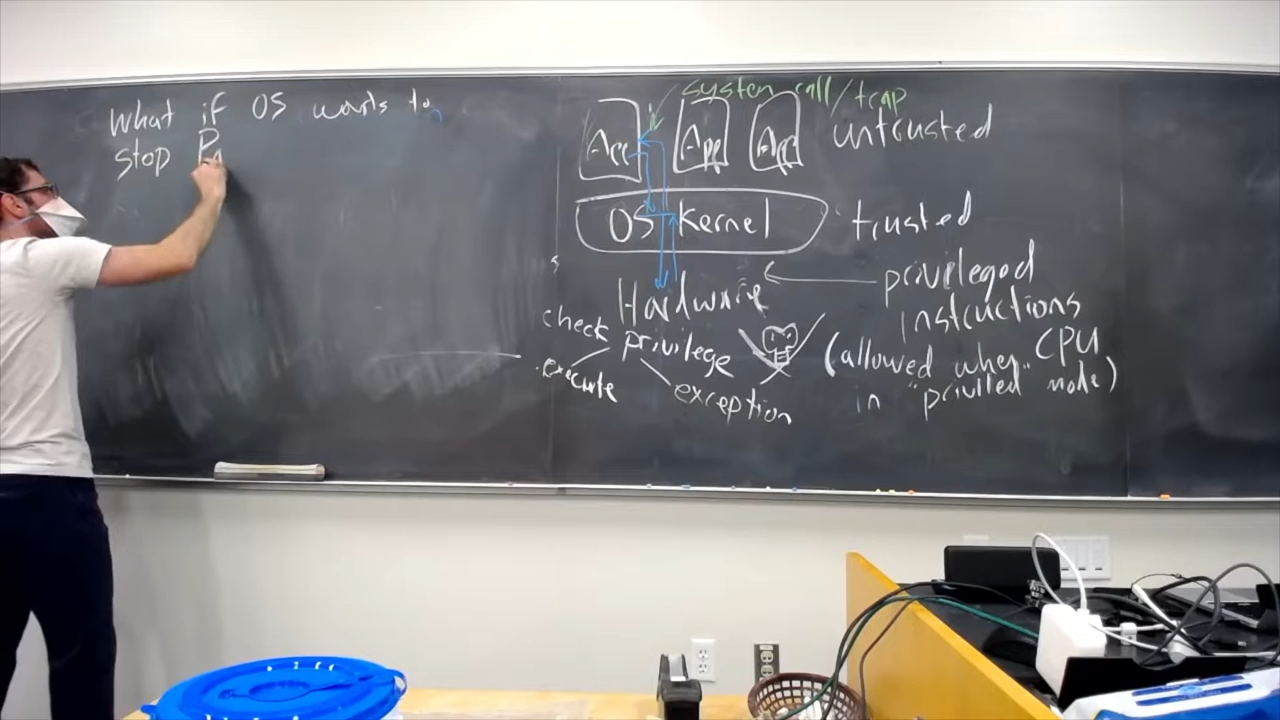 What if OS wants to
stop P
system call/trap
App App App untrusted
OS Kernel trusted
Hardware
privileged
instructions
check privilege
execute exception
(allowed when CPU
in "privlled mode)